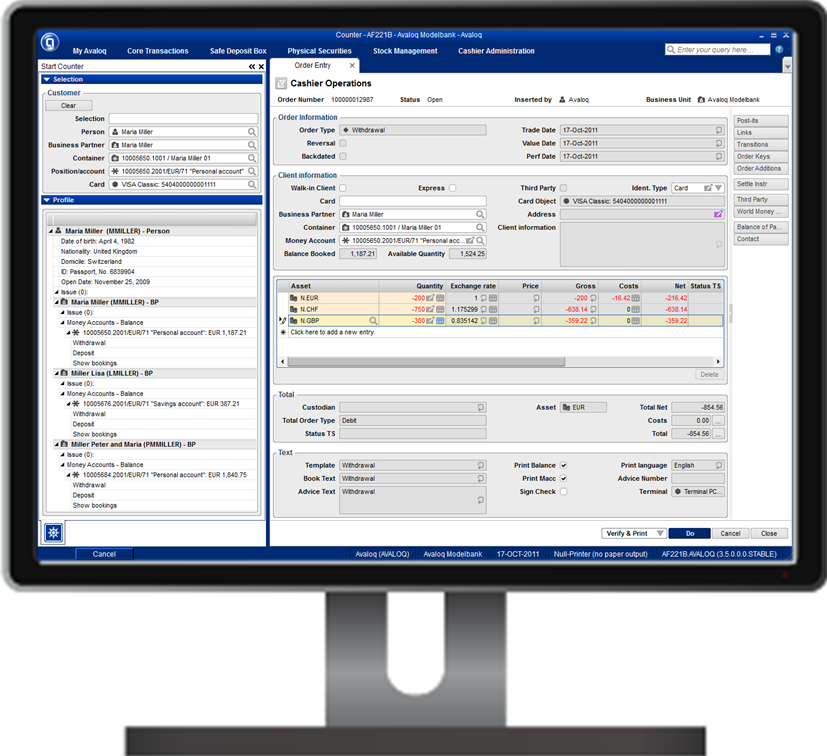 Counter - AF221B - Avaloq Modelbank - Avaloq
My Avaloq Core Transactions Safe Deposit Box Physical Securities Stock Management Cashier Administration Enter your query here...
Start Counter
Order Entry
Selection
Customer
Clear
Selection
Person Maria Miller
Business Partner Maria Miller
Container 10005650.1001 / Maria Miller 01
Position/account 10005650.2001/EUR/71 "Personal account"
Card VISA Classic: 5404000000001111
Profile
Maria Miller (MMILLER) - Person
Date of birth: April 4, 1982
Nationality: United Kingdom
Domicile: Switzerland
ID: Passport, No. 6839904
Open Date: November 25, 2009
Issue (0):
Maria Miller (MMILLER) - BP
Issue (0):
Money Accounts - Balance
10005650.2001/EUR/71 "Personal account": EUR 1,187.21
Withdrawal
Deposit
Show bookings
Miller Lisa (LMILLER) - BP
Issue (0):
Money Accounts - Balance
10005676.2001/EUR/71 "Savings account": EUR 387.21
Withdrawal
Deposit
Show bookings
Miller Peter and Maria (PMMILLER) - BP
Issue (0):
Money Accounts - Balance
10005684.2001/EUR/71 "Personal account": EUR 1,840.75
Withdrawal
Deposit
Show bookings
Cashier Operations
Order Number 100000012987 Status Open Inserted by Avaloq Business Unit Avaloq Modelbank
Order Information
Order Type Withdrawal Trade Date 17-Oct-2011
Reversal Value Date 17-Oct-2011
Backdated Perf Date 17-Oct-2011
Client information
Walk-in Client Express Third Party Ident. Type Card
Card Card Object VISA Classic: 5404000000001111
Business Partner Maria Miller Address
Container 10005650.1001 / Maria Miller 01 Client information
Money Account 10005650.2001/EUR/71 "Personal acc...
Balance Booked 1,187.21 Available Quantity 1,524.25
Asset Quantity Exchange rate Price Gross Costs Net Status TS
N.EUR -200 1 -200 -16.42 -216.42
N.CHF -750 1.175299 -638.14 0 -638.14
N.GBP -300 0.835142 -359.22 0 -359.22
Click here to add a new entry.
Delete
Total
Custodian Asset EUR Total Net -854.56
Total Order Type Debit Costs 0.00 ...
Status TS Total -854.56 ...
Text
Template Withdrawal Print Balance Print language English
Book Text Withdrawal Print Macc Advice Number
Advice Text Withdrawal Sign Check Terminal Terminal PC...
Post-its
Links
Transitions
Order Keys
Order Additions
Settle Instr
Third Party
World Money ...
Balance of Pa...
Contact
Verify & Print Do Cancel Close
Cancel Avaloq (AVALOQ) Avaloq Modelbank 17-OCT-2011 Null-Printer (no paper output) AF221B.AVALOQ (3.5.0.0.0.STABLE)